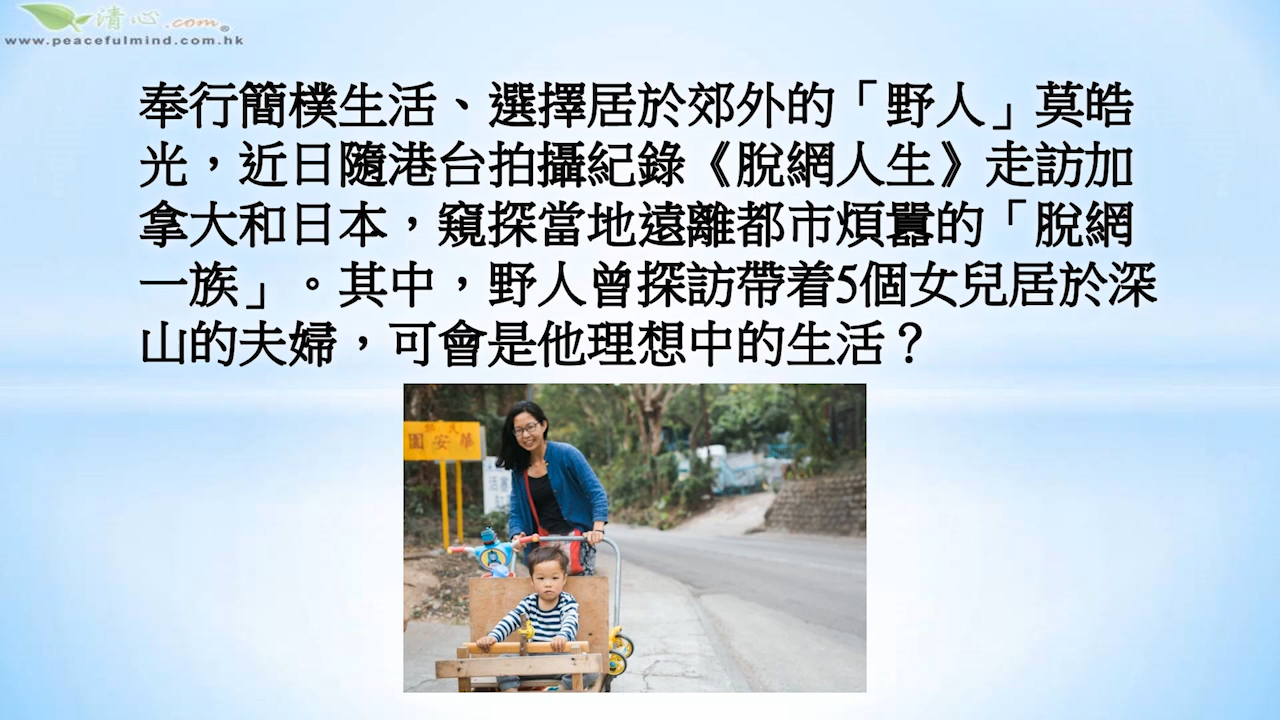 清心.com®
www.peacefulmind.com.hk
奉行簡樸生活、選擇居於郊外的「野人」莫皓
光，近日隨港台拍攝紀錄《脫網人生》走訪加
拿大和日本，窺探當地遠離都市煩囂的「脫網
一族」。其中，野人曾探訪帶着5個女兒居於深
山的夫婦，可會是他理想中的生活？
園安華